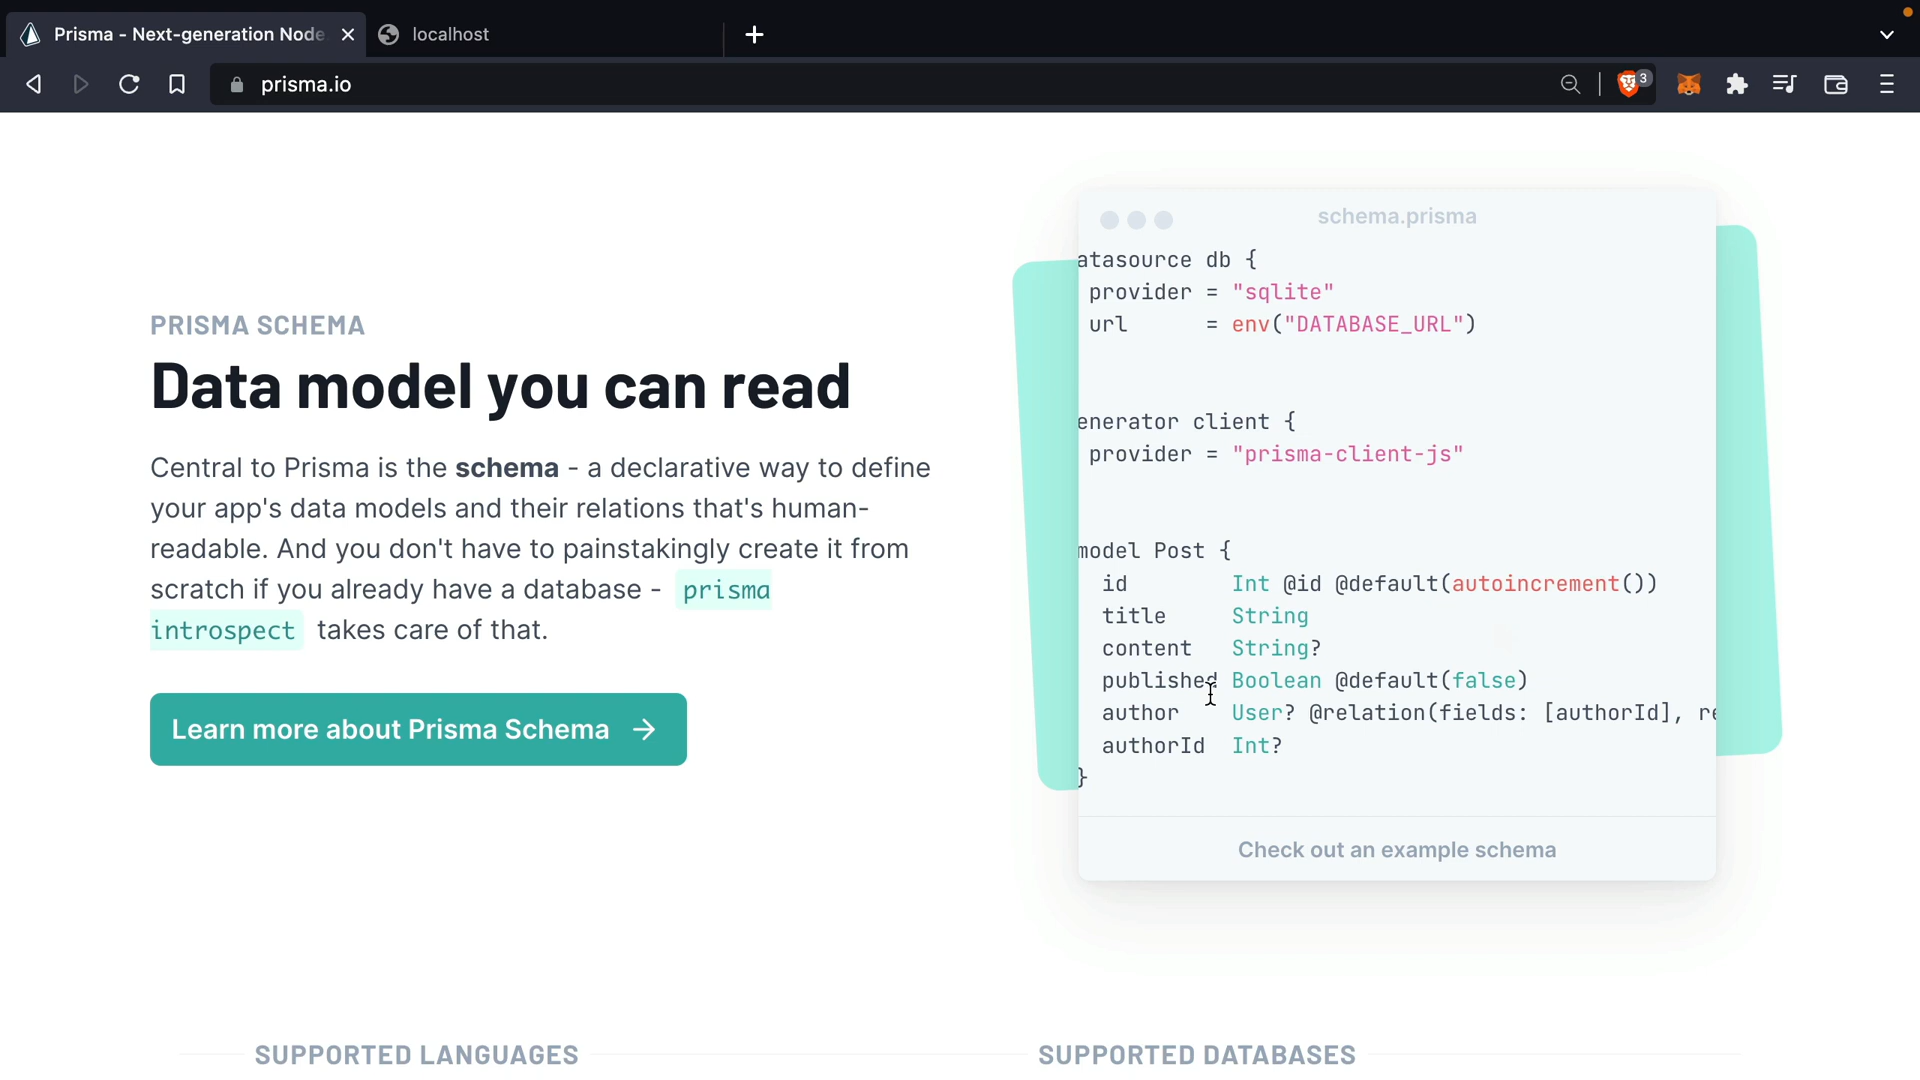 Prisma - Next-generation Node
localhost
prisma.io
3
PRISMA SCHEMA
Data model you can read
Central to Prisma is the schema - a declarative way to define
your app's data models and their relations that's human-
readable. And you don't have to painstakingly create it from
scratch if you already have a database - prisma
introspect takes care of that.
Learn more about Prisma Schema →
schema.prisma
atasource db {
provider = "sqlite"
url = env("DATABASE_URL")
enerator client {
provider = "prisma-client-js"
model Post {
id Int @id @default(autoincrement())
title String
content String?
published Boolean @default(false)
author User? @relation(fields: [authorId], re
authorId Int?
}
Check out an example schema
SUPPORTED LANGUAGES
SUPPORTED DATABASES